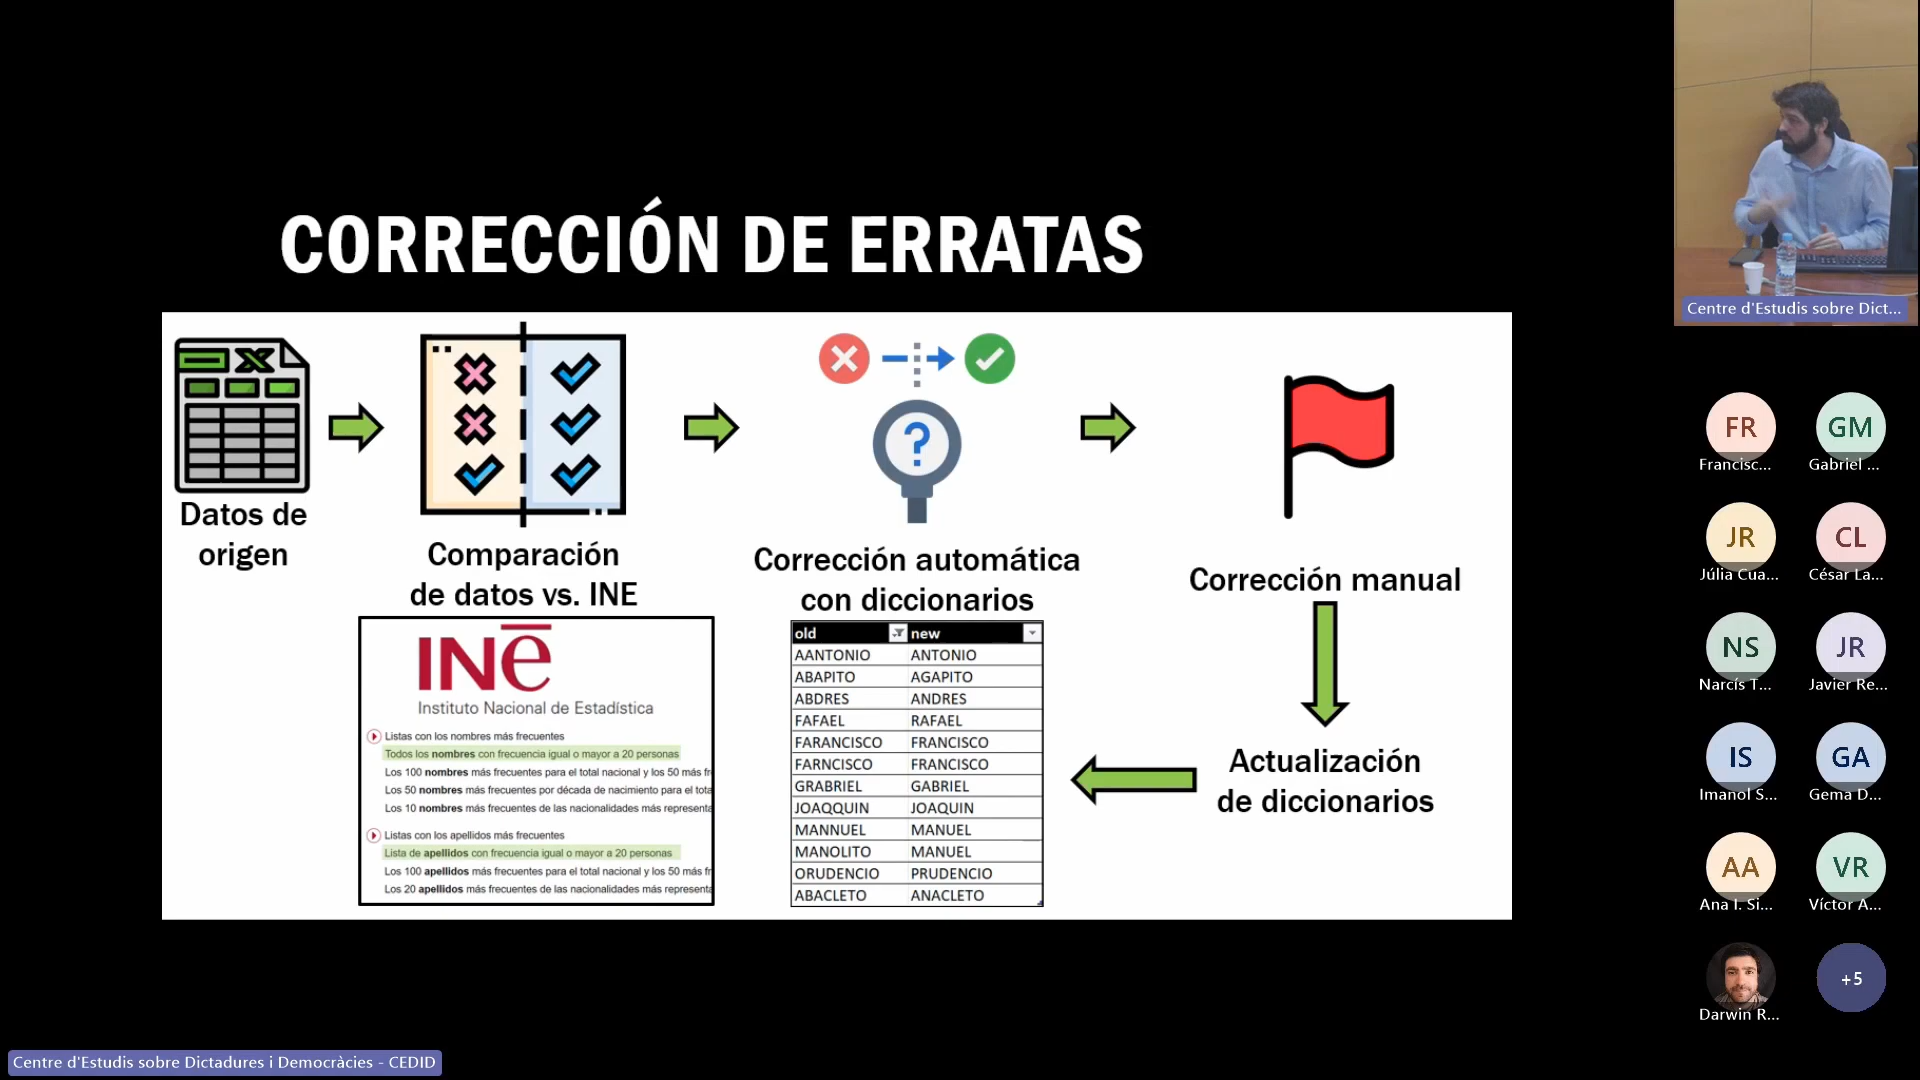 CORRECCIÓN DE ERRATAS
Datos de
origen
Comparación
de datos vs. INE
Corrección automática
con diccionarios
Corrección manual
Actualización
de diccionarios
INe
Instituto Nacional de Estadística
Listas con los nombres más frecuentes
Todos los nombres con frecuencia igual o mayor a 20 personas
Los 100 nombres más frecuentes para el total nacional y los 50 más fr
Los 50 nombres más frecuentes por década de nacimiento para el tota
Los 10 nombres más frecuentes de las nacionalidades más representa
Listas con los apellidos más frecuentes
Lista de apellidos con frecuencia igual o mayor a 20 personas
Los 100 apellidos más frecuentes para el total nacional y los 50 más f
Los 20 apellidos más frecuentes de las nacionalidades más represent
old new
AANTONIO ANTONIO
ABAPITO AGAPITO
ABDRES ANDRES
FAFAEL RAFAEL
FARANCISCO FRANCISCO
FARNCISCO FRANCISCO
GRABRIEL GABRIEL
JOAQQUIN JOAQUIN
MANNUEL MANUEL
MANOLITO MANUEL
ORUDENCIO PRUDENCIO
ABACLETO ANACLETO
Centre d'Estudis sobre Dict...
FR GM
Francisc... Gabriel ...
JR CL
Júlia Cua... César La...
NS JR
Narcís T... Javier Re...
IS GA
Imanol S... Gema D...
AA VR
Ana I. Si... Víctor A...
+5
Darwin R...
Centre d'Estudis sobre Dictadures i Democràcies - CEDID